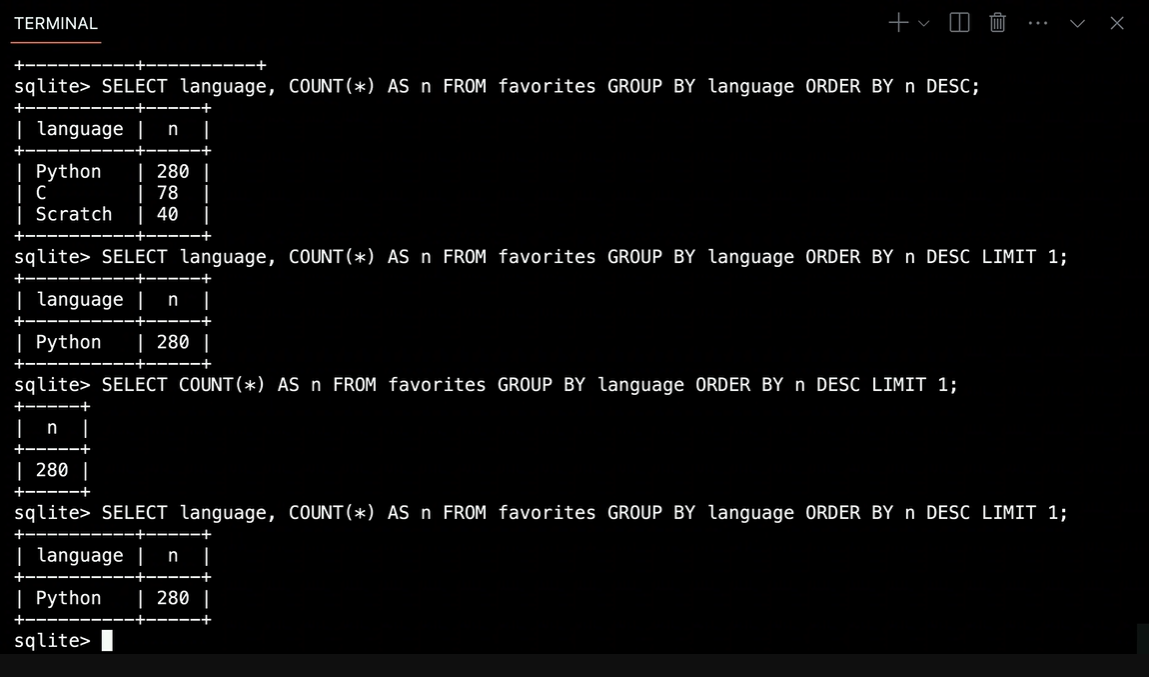 TERMINAL
+----------+----------+
sqlite> SELECT language, COUNT(*) AS n FROM favorites GROUP BY language ORDER BY n DESC;
+----------+-----+
| language |  n  |
+----------+-----+
| Python   | 280 |
| C        | 78  |
| Scratch  | 40  |
+----------+-----+
sqlite> SELECT language, COUNT(*) AS n FROM favorites GROUP BY language ORDER BY n DESC LIMIT 1;
+----------+-----+
| language |  n  |
+----------+-----+
| Python   | 280 |
+----------+-----+
sqlite> SELECT COUNT(*) AS n FROM favorites GROUP BY language ORDER BY n DESC LIMIT 1;
+-----+
|  n  |
+-----+
| 280 |
+-----+
sqlite> SELECT language, COUNT(*) AS n FROM favorites GROUP BY language ORDER BY n DESC LIMIT 1;
+----------+-----+
| language |  n  |
+----------+-----+
| Python   | 280 |
+----------+-----+
sqlite>